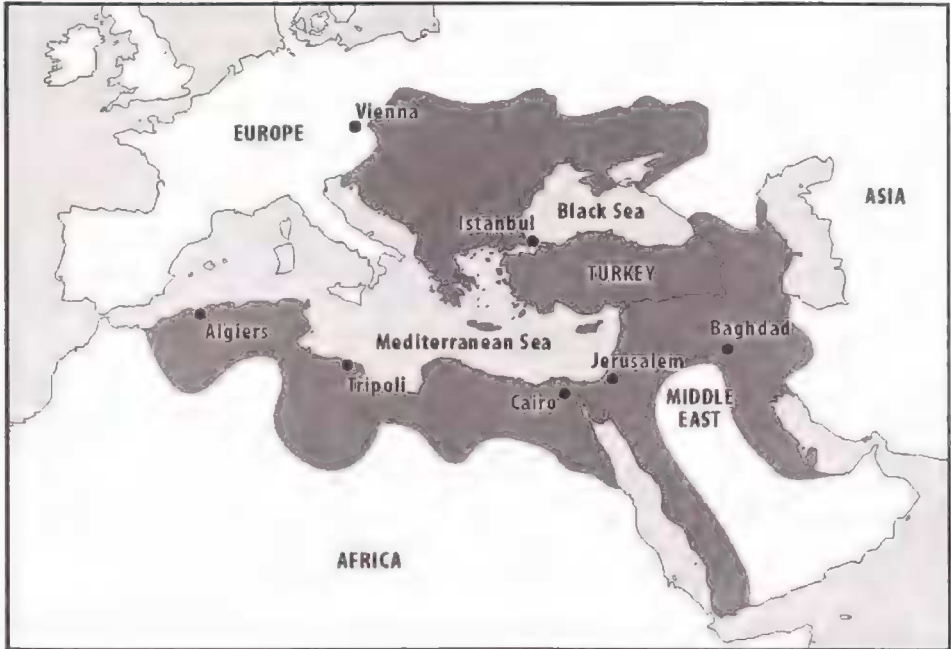 Vienna
EUROPE
ASIA
Black Sea
Istanbul
TURKEY
Algiers
Mediterranean Sea
Baghdad
Jerusalem
Tripoli
Cairo
MIDDLE
EAST
AFRICA